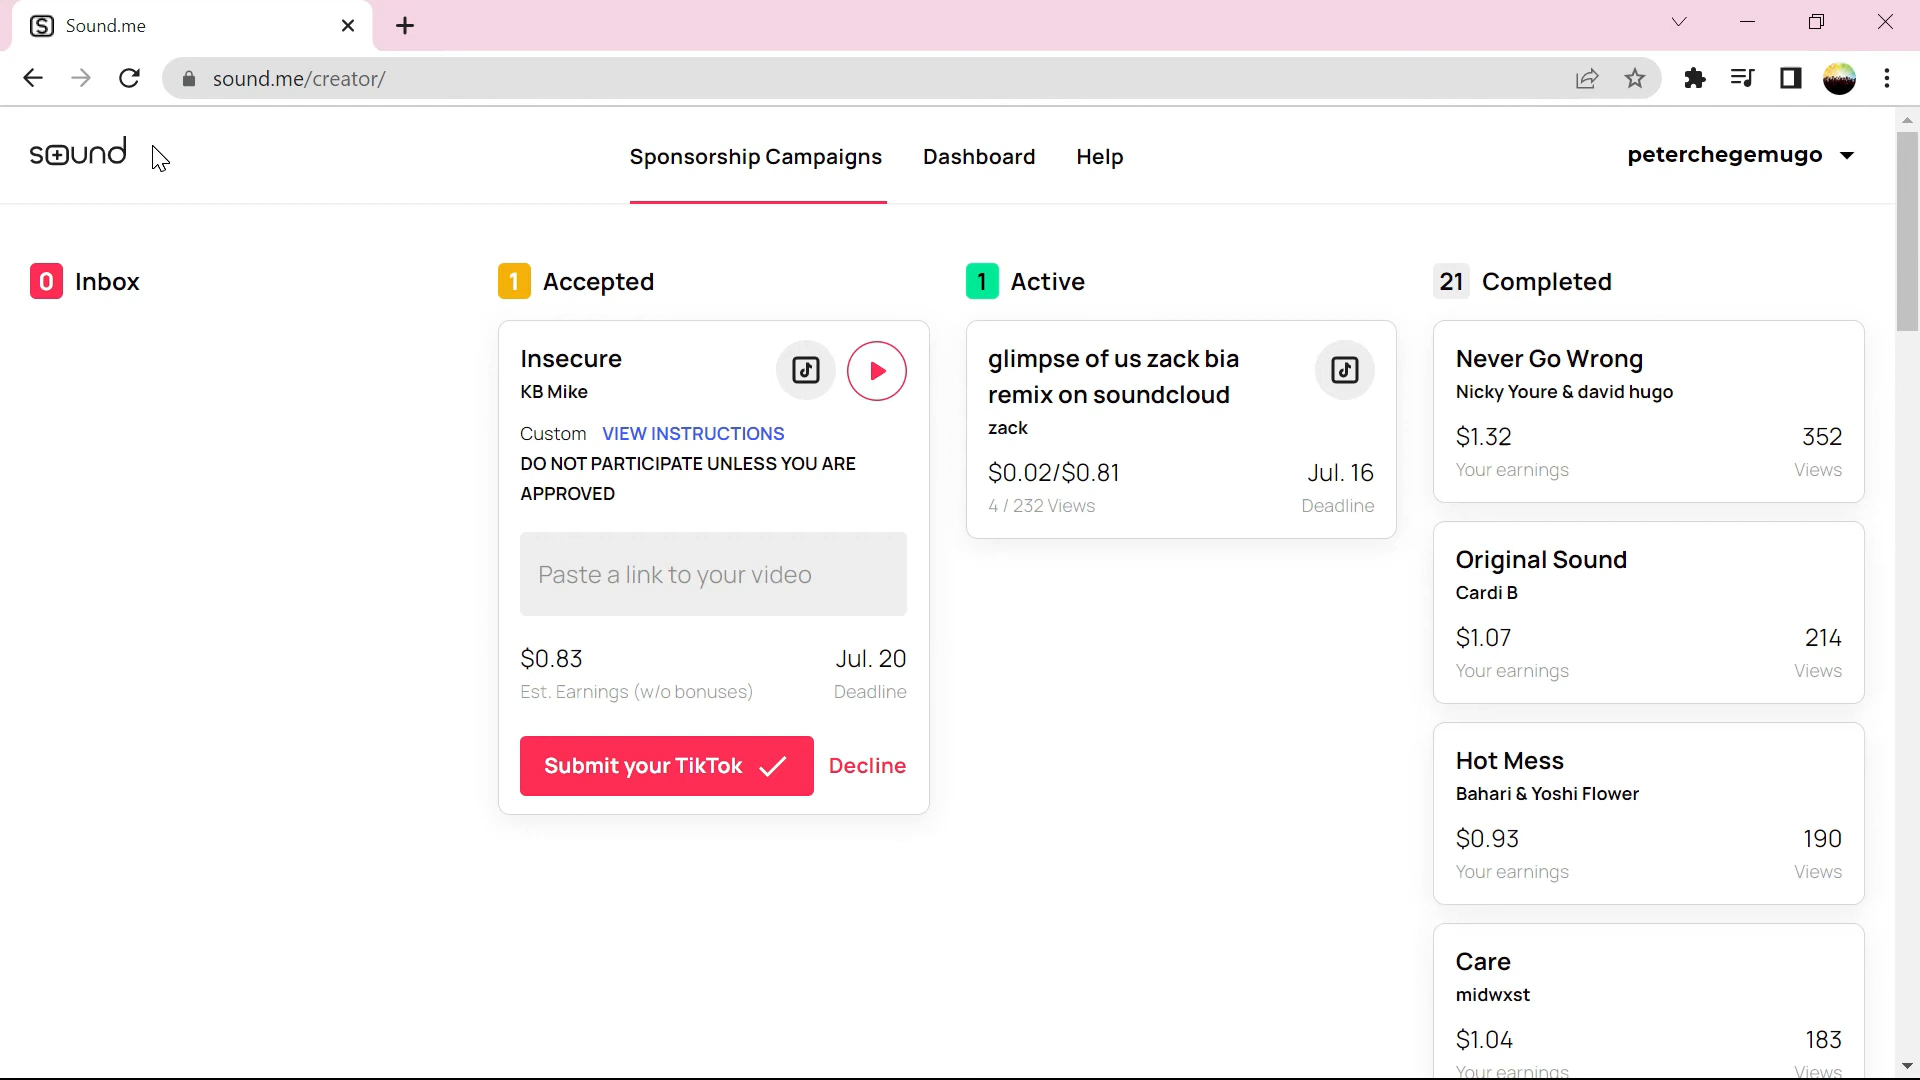 Sound.me
sound.me/creator/
sound
Sponsorship Campaigns
Dashboard
Help
peterchegemugo
0 Inbox
1 Accepted
Insecure
KB Mike
Custom VIEW INSTRUCTIONS
DO NOT PARTICIPATE UNLESS YOU ARE
APPROVED
Paste a link to your video
$0.83 Jul. 20
Est. Earnings (w/o bonuses) Deadline
Submit your TikTok Decline
1 Active
glimpse of us zack bia
remix on soundcloud
zack
$0.02/$0.81 Jul. 16
4 / 232 Views Deadline
21 Completed
Never Go Wrong
Nicky Youre & david hugo
$1.32 352
Your earnings Views
Original Sound
Cardi B
$1.07 214
Your earnings Views
Hot Mess
Bahari & Yoshi Flower
$0.93 190
Your earnings Views
Care
midwxst
$1.04 183
Your earnings Views